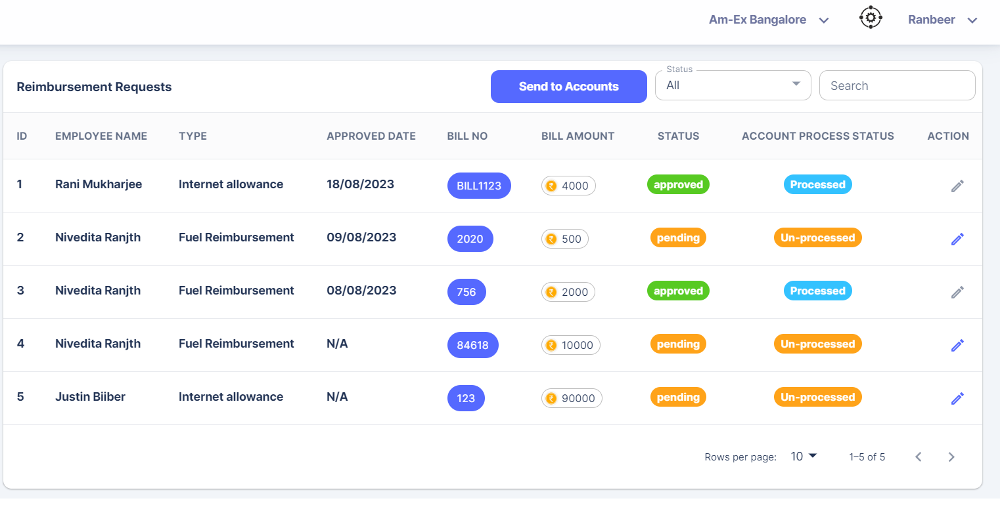 Am-Ex Bangalore Ranbeer
Reimbursement Requests Send to Accounts Status All Search
ID EMPLOYEE NAME TYPE APPROVED DATE BILL NO BILL AMOUNT STATUS ACCOUNT PROCESS STATUS ACTION
1 Rani Mukharjee Internet allowance 18/08/2023 BILL1123 ₹ 4000 approved Processed
2 Nivedita Ranjth Fuel Reimbursement 09/08/2023 2020 ₹ 500 pending Un-processed
3 Nivedita Ranjth Fuel Reimbursement 08/08/2023 756 ₹ 2000 approved Processed
4 Nivedita Ranjth Fuel Reimbursement N/A 84618 ₹ 10000 pending Un-processed
5 Justin Biiber Internet allowance N/A 123 ₹ 90000 pending Un-processed
Rows per page: 10 1–5 of 5